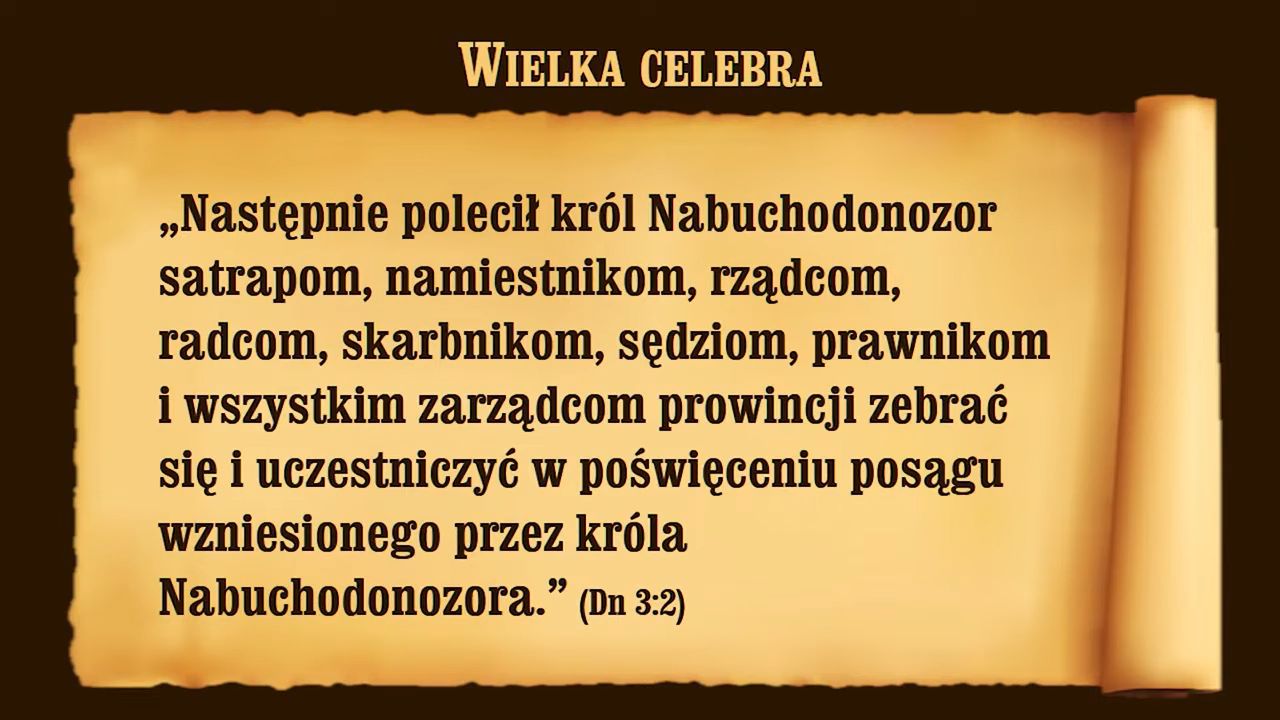 Wielka celebra
„Następnie polecił król Nabuchodonozor
satrapom, namiestnikom, rządcom,
radcom, skarbnikom, sędziom, prawnikom
i wszystkim zarządcom prowincji zebrać
się i uczestniczyć w poświęceniu posągu
wzniesionego przez króla
Nabuchodonozora.” (Dn 3:2)